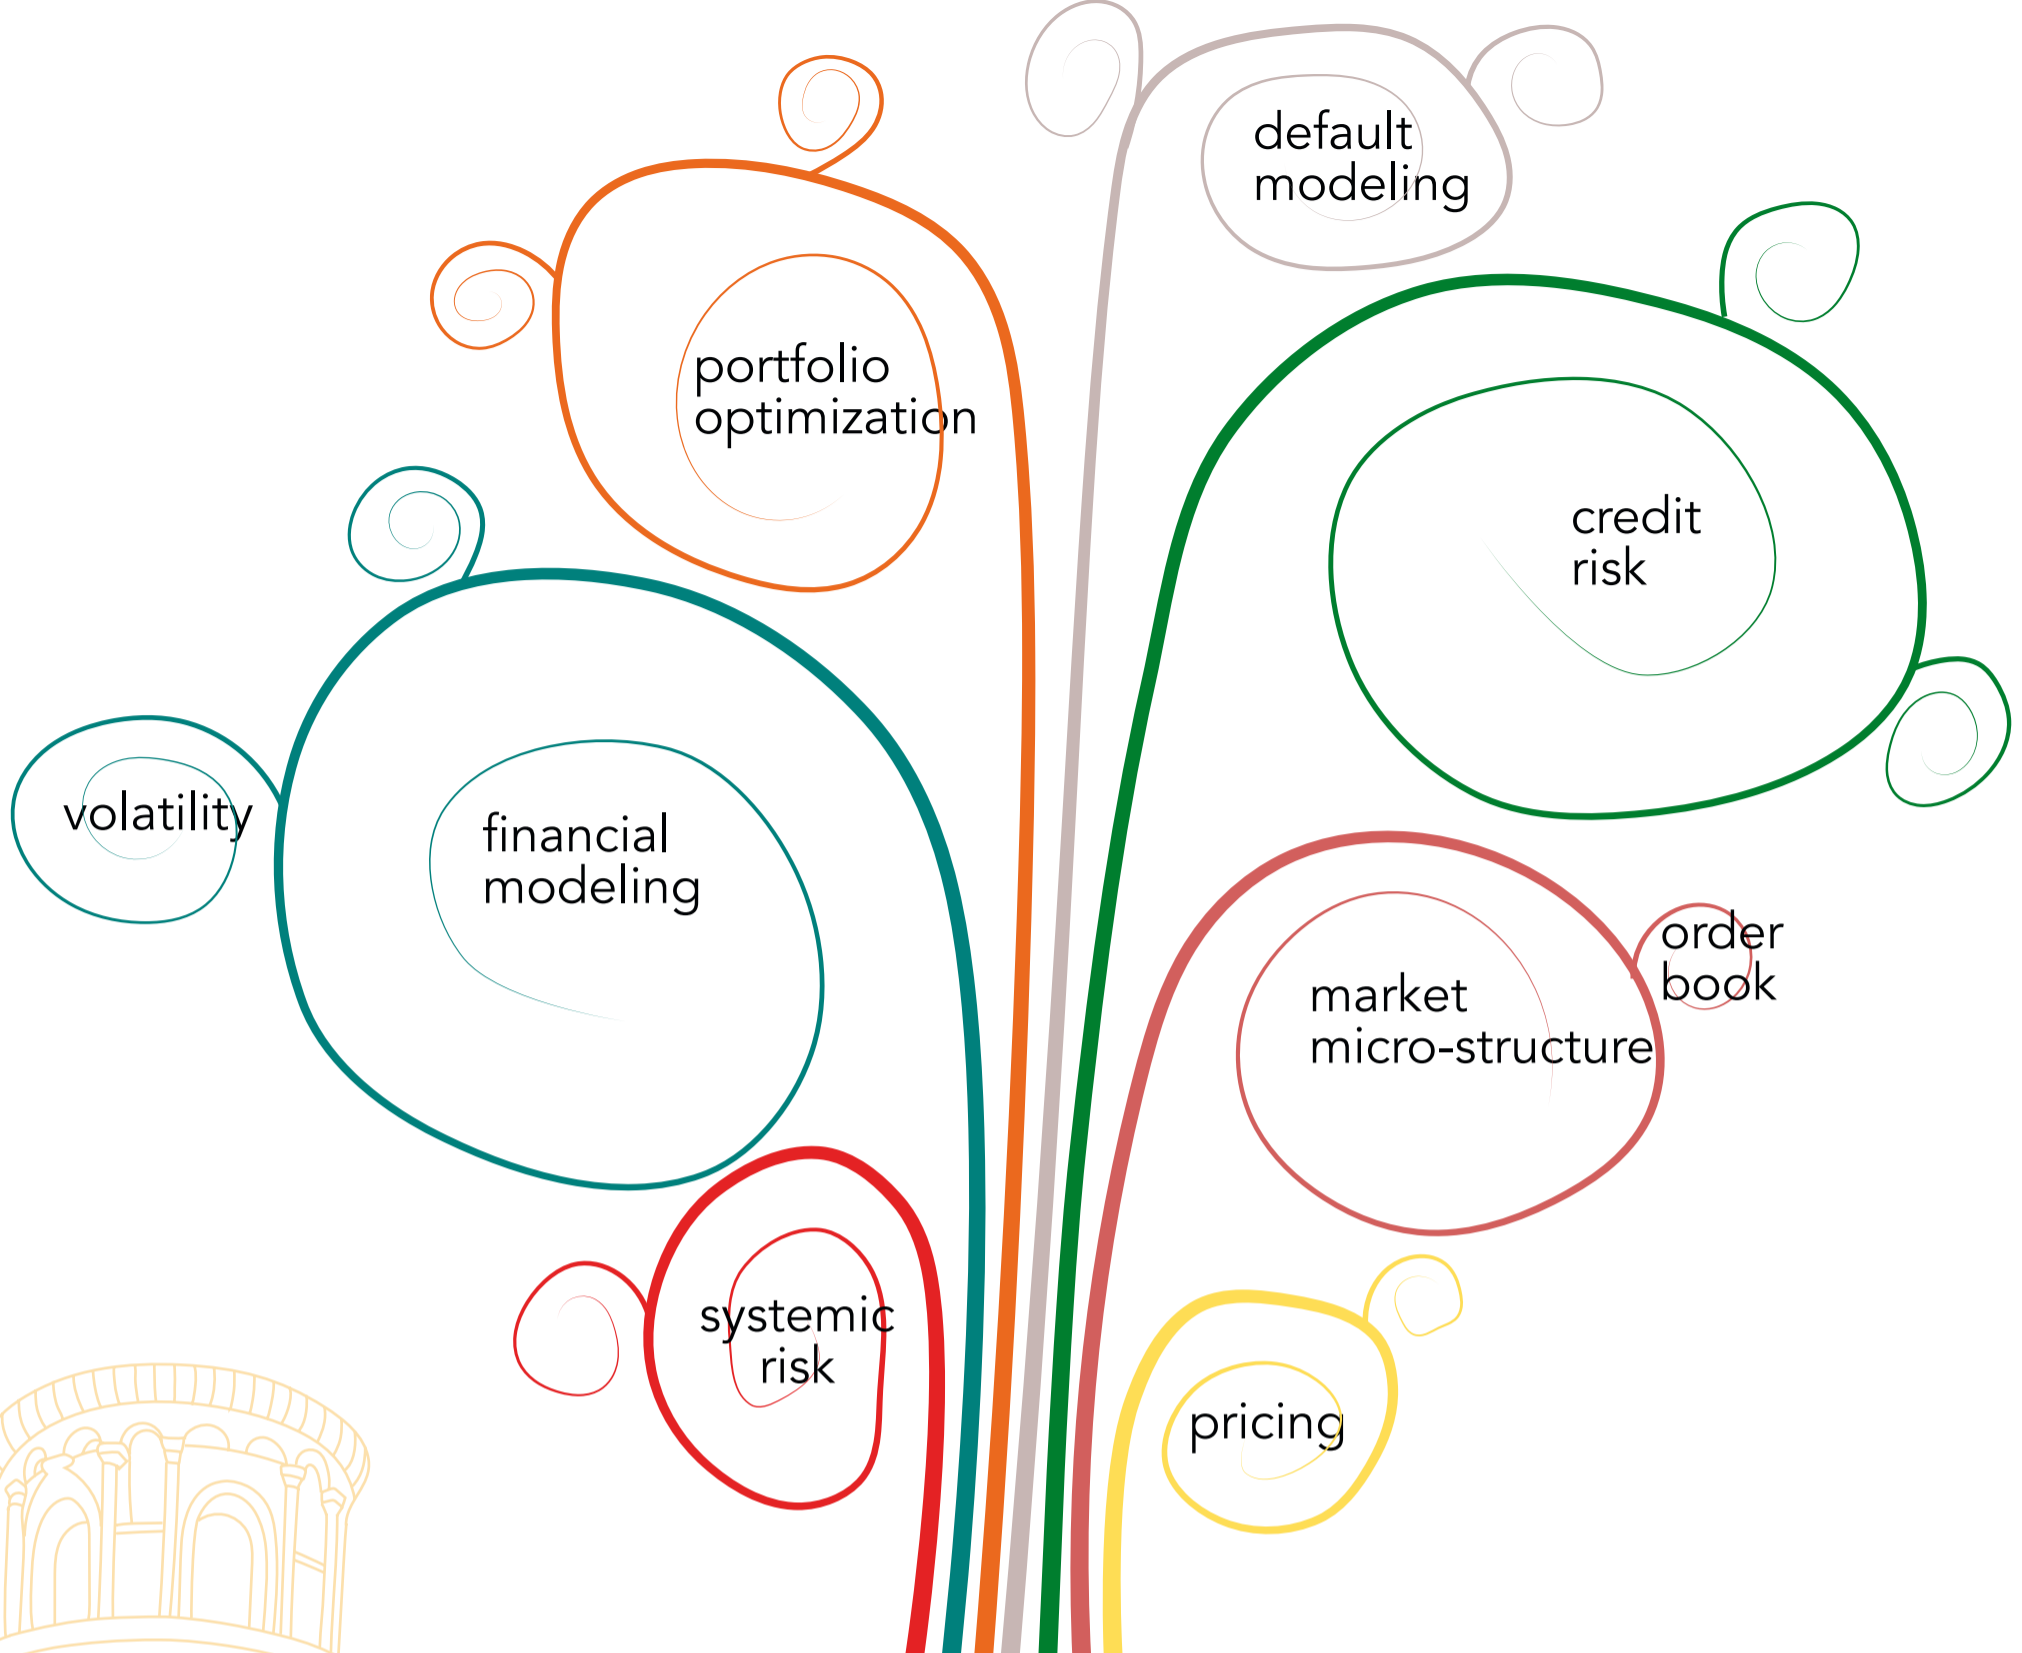 default
modeling
portfolio
optimization
credit
risk
volatility
financial
modeling
order
book
market
micro-structure
systemic
risk
pricing